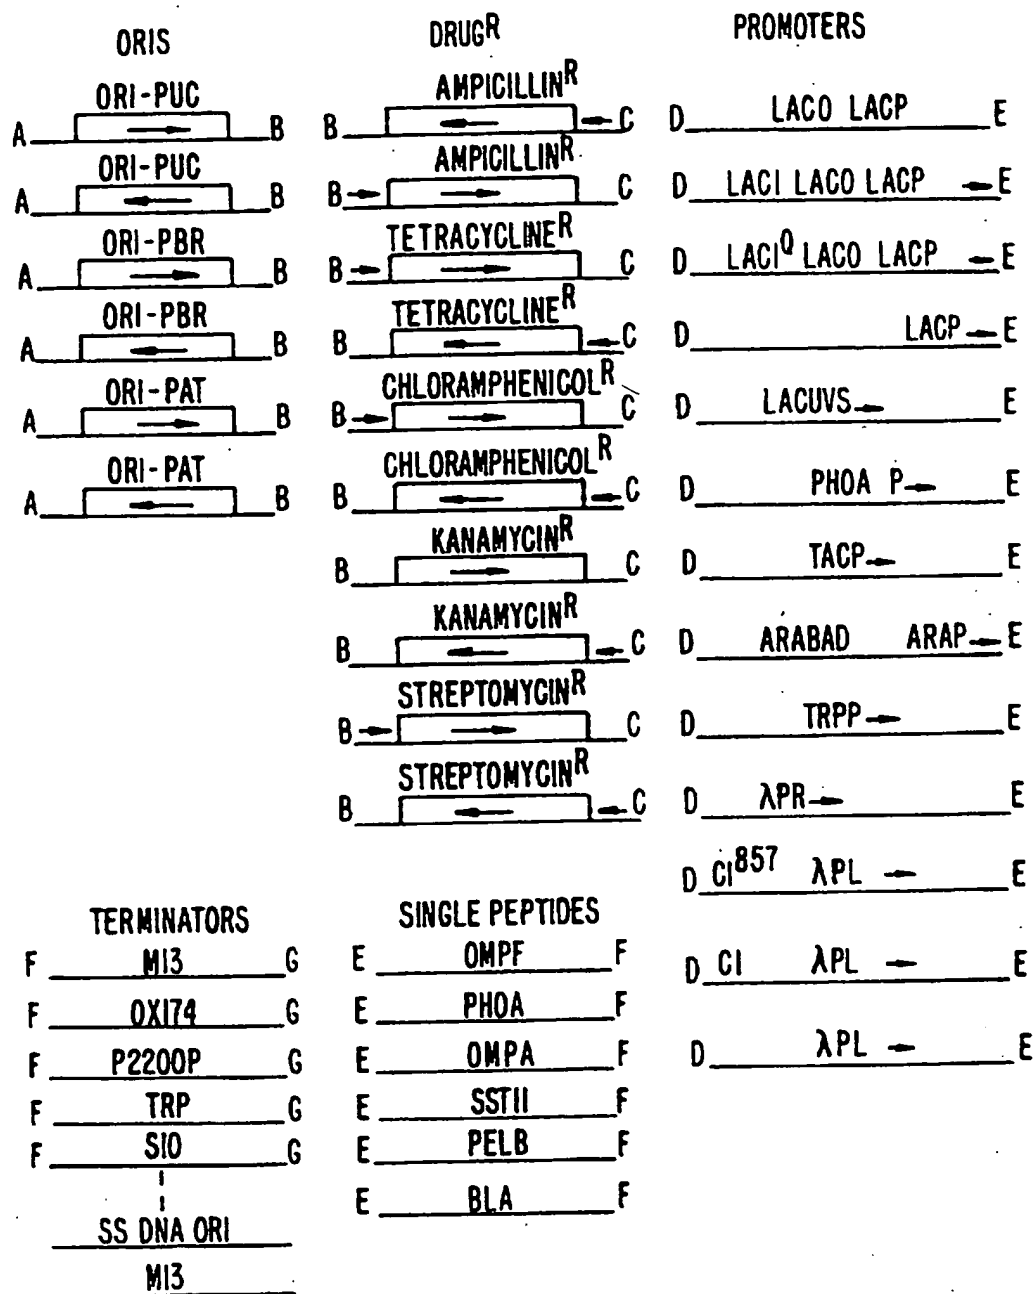 ORIS
ORI-PUC
A B
ORI-PUC
A B
ORI-PBR
A B
ORI-PBR
A B
ORI-PAT
A B
ORI-PAT
A B
DRUGR
AMPICILLINR
B C
AMPICILLINR
B C
TETRACYCLINER
B C
TETRACYCLINER
B C
CHLORAMPHENICOLR
B C
CHLORAMPHENICOLR
B C
KANAMYCINR
B C
KANAMYCINR
B C
STREPTOMYCINR
B C
STREPTOMYCINR
B C
PROMOTERS
D LACO LACP E
D LACI LACO LACP E
D LACIQ LACO LACP E
D LACP E
D LACUVS E
D PHOA P E
D TACP E
D ARABAD ARAP E
D TRPP E
D λPR E
D CI857 λPL E
D CI λPL E
D λPL E
TERMINATORS
F M13 G
F OX174 G
F P2200P G
F TRP G
F S10 G
SS DNA ORI
M13
SINGLE PEPTIDES
E OMPF F
E PHOA F
E OMPA F
E SSTII F
E PELB F
E BLA F